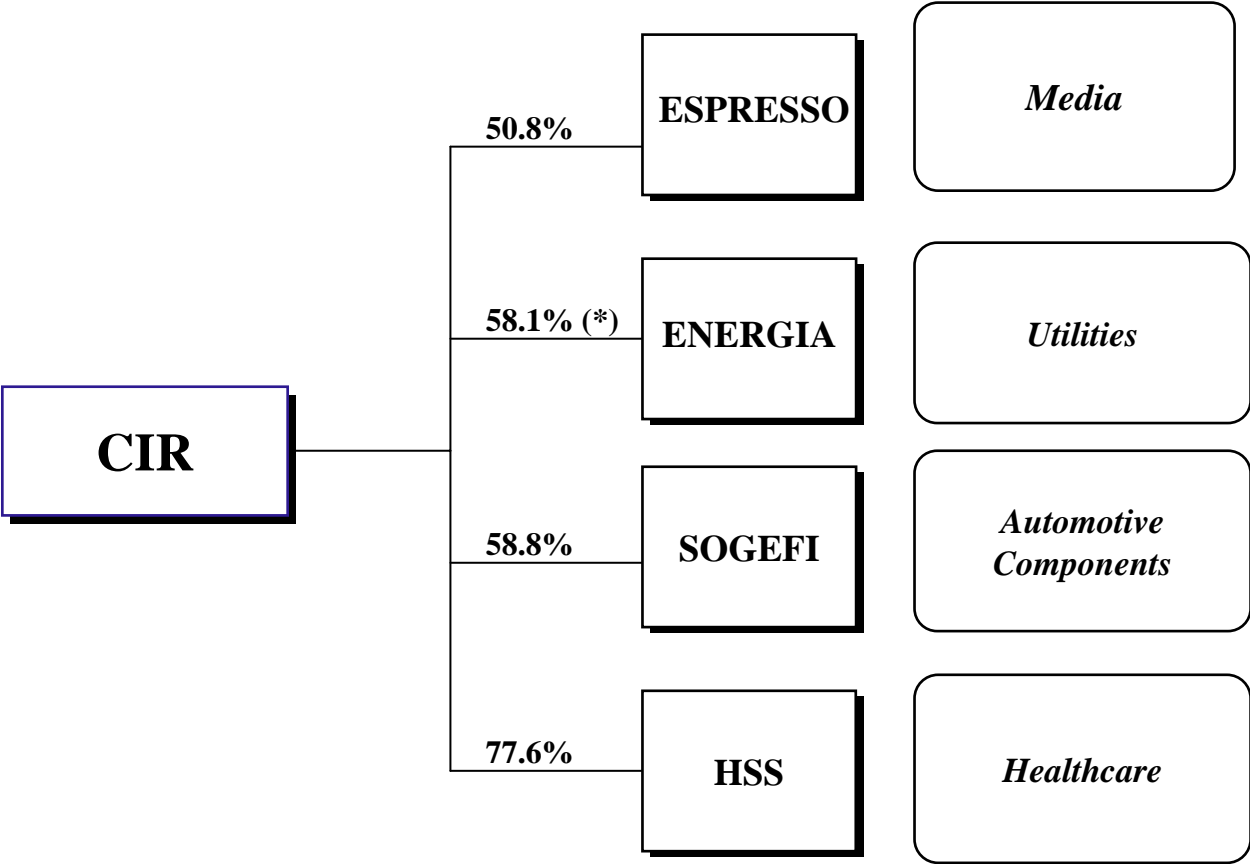 50.8%
ESPRESSO
Media
58.1% (*)
ENERGIA
Utilities
CIR
58.8%
SOGEFI
Automotive
Components
77.6%
HSS
Healthcare